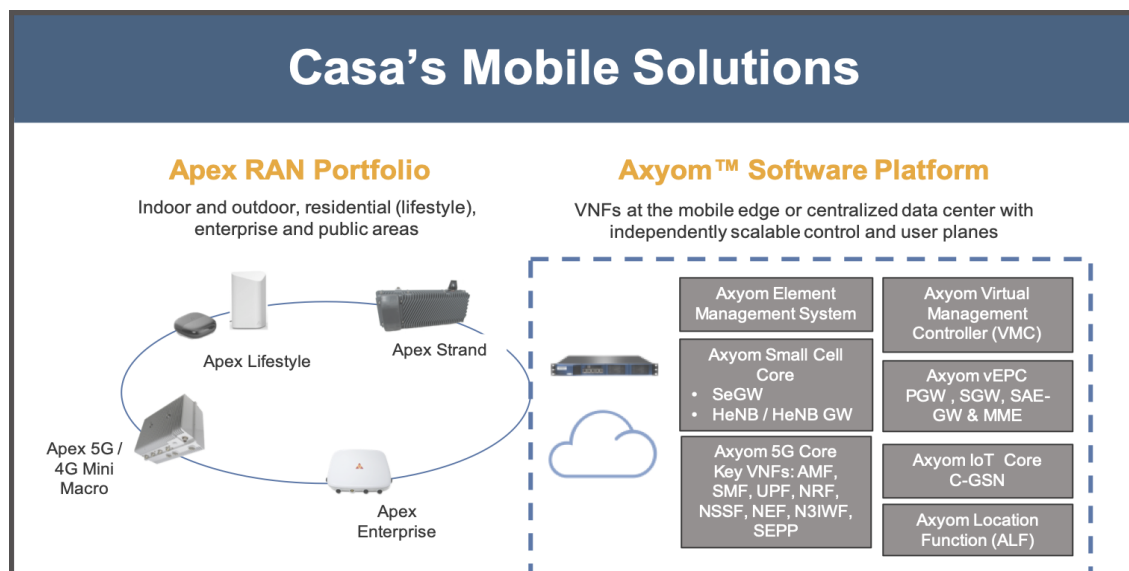 Casa’s Mobile Solutions
Apex RAN Portfolio
Indoor and outdoor, residential (lifestyle),
enterprise and public areas
Apex Lifestyle
Apex Strand
Apex 5G /
4G Mini
Macro
Apex
Enterprise
Axyom™ Software Platform
VNFs at the mobile edge or centralized data center with
independently scalable control and user planes
Axyom Element
Management System
Axyom Small Cell
Core
• SeGW
• HeNB / HeNB GW
Axyom 5G Core
Key VNFs: AMF,
SMF, UPF, NRF,
NSSF, NEF, N3IWF,
SEPP
Axyom Virtual
Management
Controller (VMC)
Axyom vEPC
PGW , SGW, SAE-
GW & MME
Axyom IoT Core
C-GSN
Axyom Location
Function (ALF)